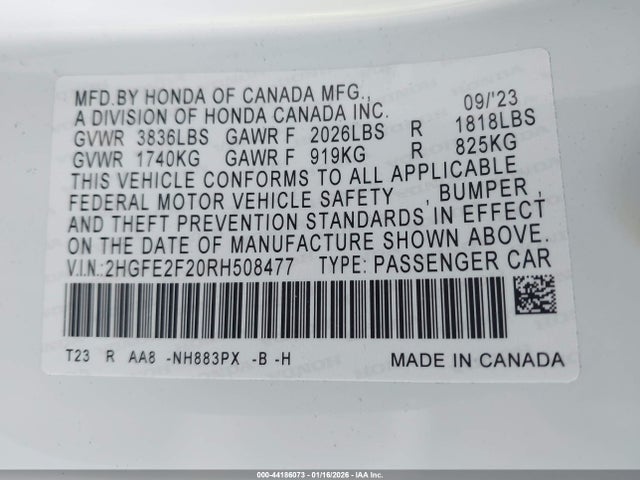 MFD.BY HONDA OF CANADA MFG.,
A DIVISION OF HONDA CANADA INC. 09/'23
GVWR 3836LBS GAWR F 2026LBS R 1818LBS
GVWR 1740KG GAWR F 919KG R 825KG
THIS VEHICLE CONFORMS TO ALL APPLICABLE
FEDERAL MOTOR VEHICLE SAFETY , BUMPER ,
AND THEFT PREVENTION STANDARDS IN EFFECT
ON THE DATE OF MANUFACTURE SHOWN ABOVE.
V.I.N.:2HGFE2F20RH508477 TYPE: PASSENGER CAR
T23 R AA8 -NH883PX -B -H MADE IN CANADA
000-44186073 - 01/16/2026 - IAA Inc.